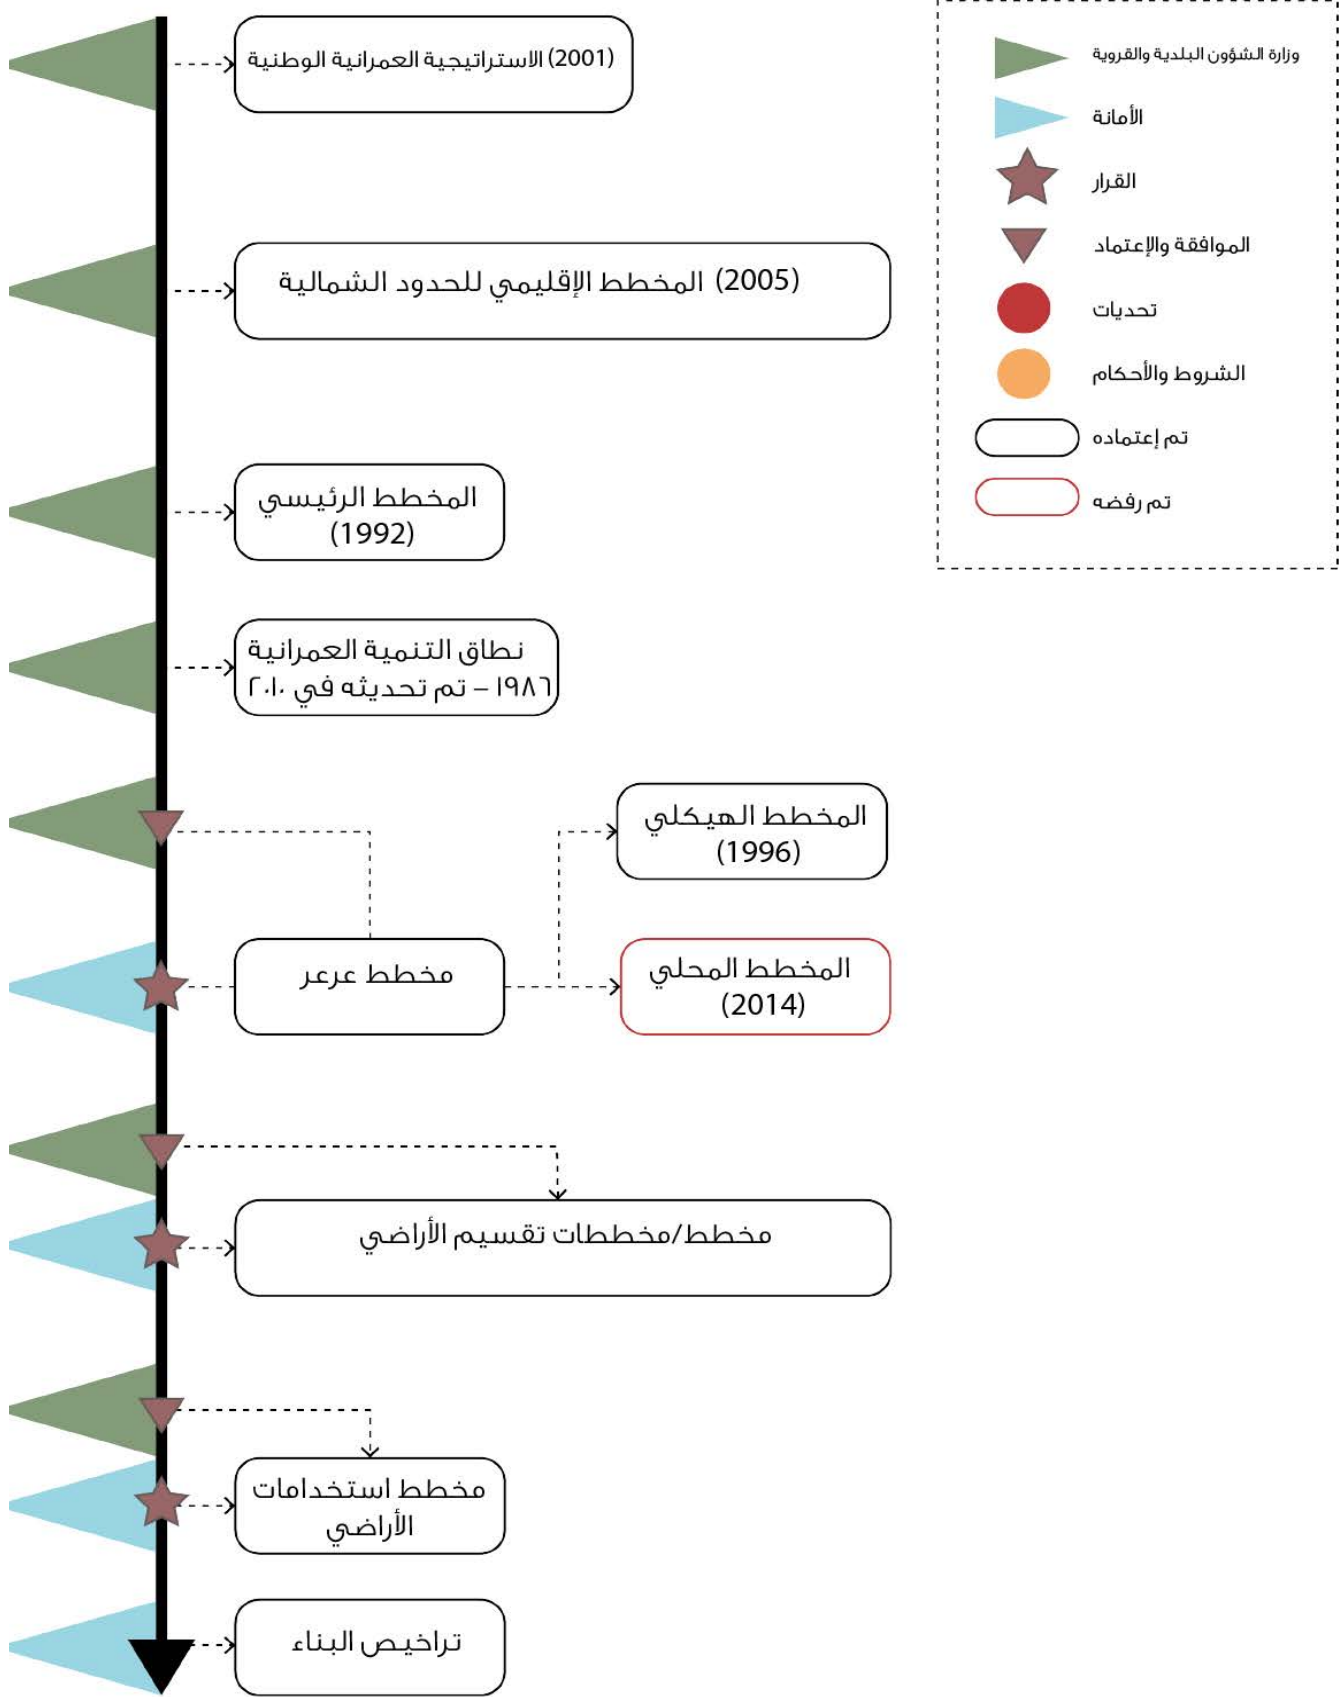 (2001) الاستراتيجية العمرانية الوطنية
(2005) المخطط الإقليمي للحدود الشمالية
المخطط الرئيسي
(1992)
نطاق التنمية العمرانية
١٩٨٦ – تم تحديثه في ٢٠١٠
المخطط الهيكلي
(1996)
مخطط عرعر
المخطط المحلي
(2014)
مخطط/مخططات تقسيم الأراضي
مخطط استخدامات
الأراضي
تراخيص البناء
وزارة الشؤون البلدية والقروية
الأمانة
القرار
الموافقة والإعتماد
تحديات
الشروط والأحكام
تم إعتماده
تم رفضه